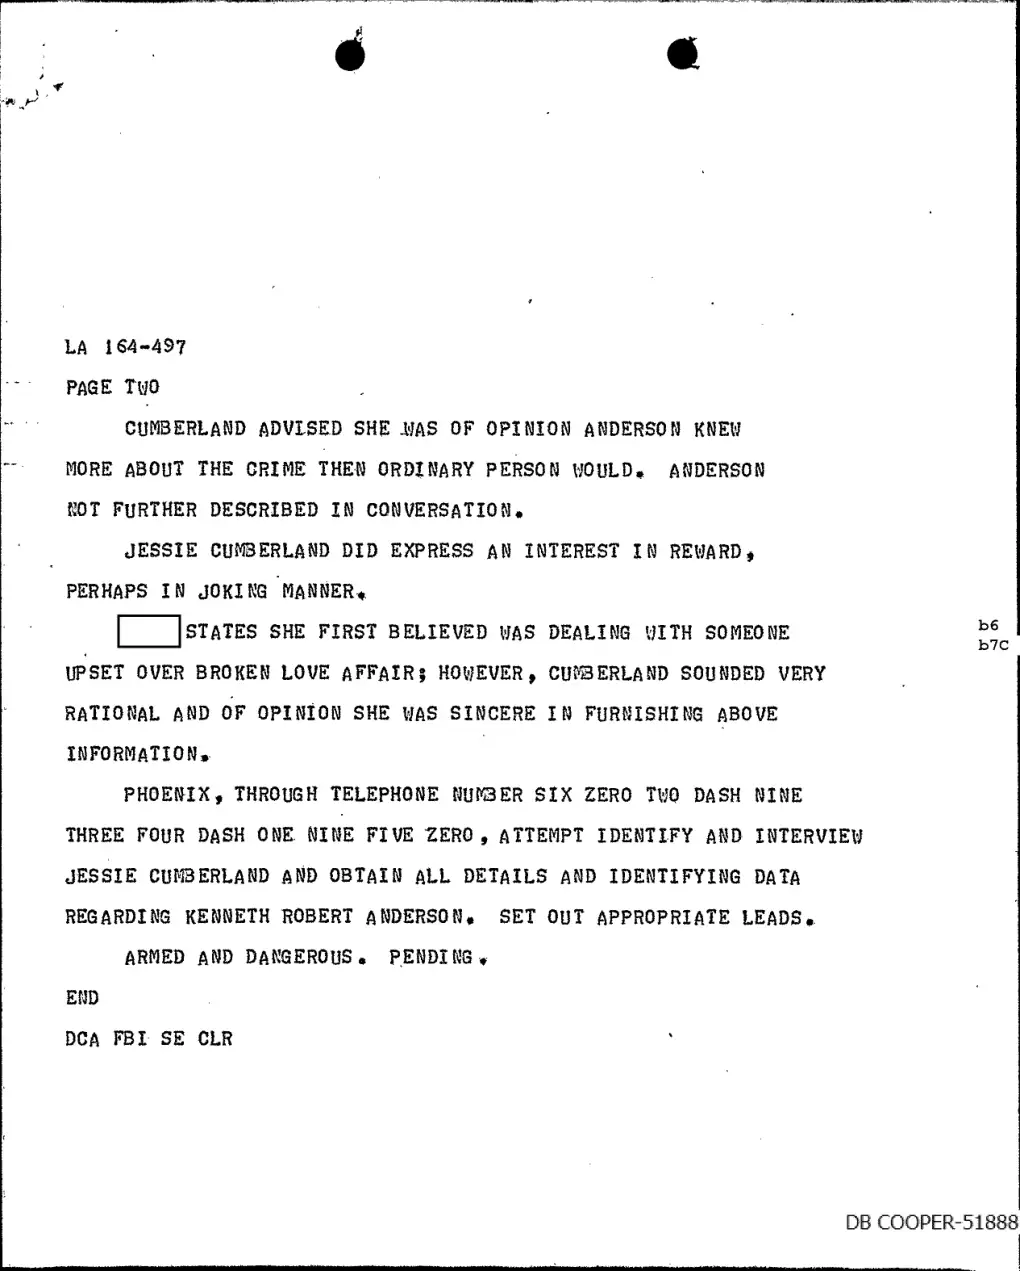 LA 164-497
PAGE TWO
CUMBERLAND ADVISED SHE WAS OF OPINION ANDERSON KNEW
MORE ABOUT THE CRIME THEN ORDINARY PERSON WOULD. ANDERSON
NOT FURTHER DESCRIBED IN CONVERSATION.
JESSIE CUMBERLAND DID EXPRESS AN INTEREST IN REWARD,
PERHAPS IN JOKING MANNER.
STATES SHE FIRST BELIEVED WAS DEALING WITH SOMEONE
b6
b7C
UPSET OVER BROKEN LOVE AFFAIR; HOWEVER, CUMBERLAND SOUNDED VERY
RATIONAL AND OF OPINION SHE WAS SINCERE IN FURNISHING ABOVE
INFORMATION.
PHOENIX, THROUGH TELEPHONE NUMBER SIX ZERO TWO DASH NINE
THREE FOUR DASH ONE NINE FIVE ZERO, ATTEMPT IDENTIFY AND INTERVIEW
JESSIE CUMBERLAND AND OBTAIN ALL DETAILS AND IDENTIFYING DATA
REGARDING KENNETH ROBERT ANDERSON. SET OUT APPROPRIATE LEADS.
ARMED AND DANGEROUS. PENDING.
END
DCA FBI SE CLR
DB COOPER-51888